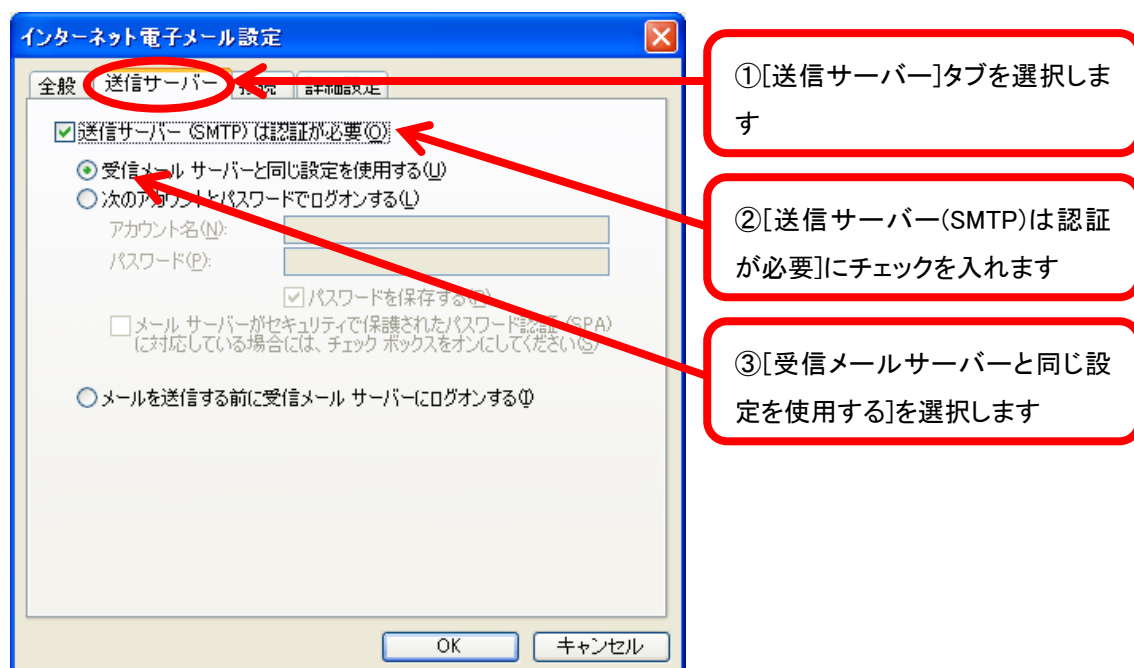 インターネット電子メール設定
全般 送信サーバー 接続 詳細設定
送信サーバー (SMTP) は認証が必要(O)
受信メール サーバーと同じ設定を使用する(U)
次のアカウントとパスワードでログオンする(L)
アカウント名(N):
パスワード(P):
パスワードを保存する(R)
メール サーバーがセキュリティで保護されたパスワード認証 (SPA)
に対応している場合には、チェック ボックスをオンにしてください(S)
メールを送信する前に受信メール サーバーにログオンする(I)
OK キャンセル
①[送信サーバー]タブを選択しま
す
②[送信サーバー(SMTP)は認証
が必要]にチェックを入れます
③[受信メールサーバーと同じ設
定を使用する]を選択します